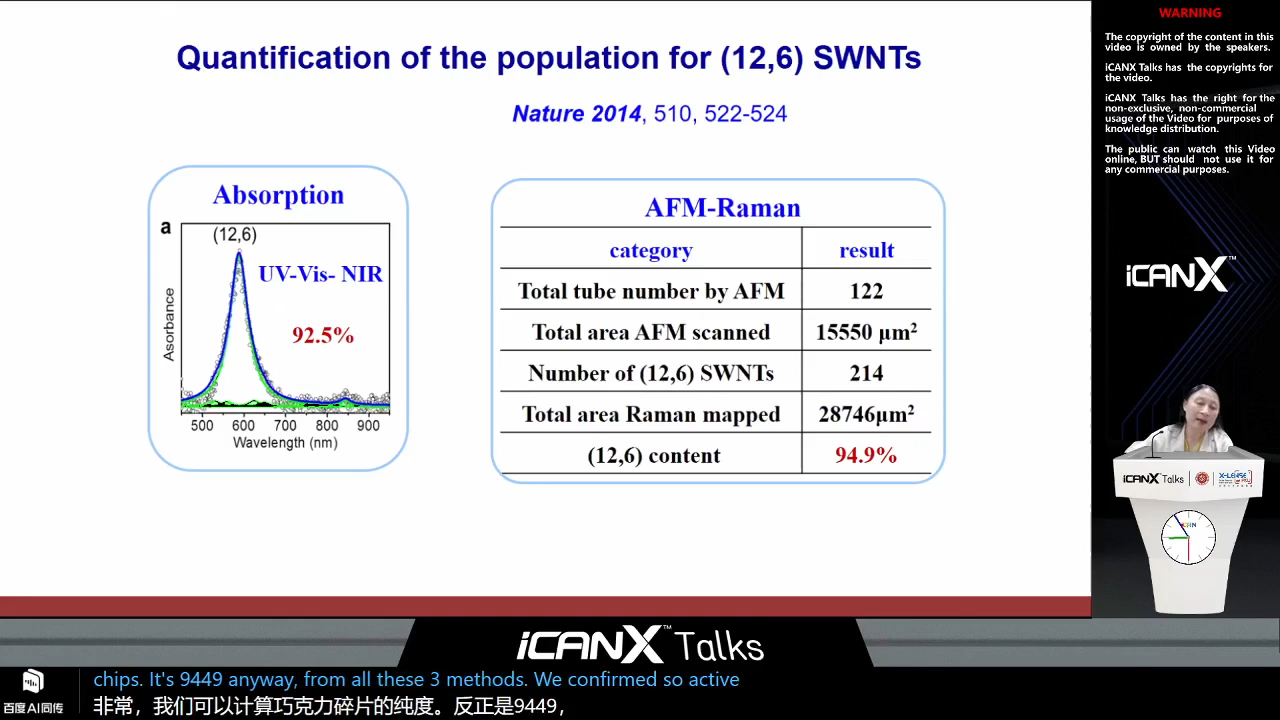 Quantification of the population for (12,6) SWNTs
Nature 2014, 510, 522-524
Absorption
a
(12,6)
UV-Vis- NIR
92.5%
Absorbance
500 600 700 800 900
Wavelength (nm)
AFM-Raman
category result
Total tube number by AFM 122
Total area AFM scanned 15550 μm²
Number of (12,6) SWNTs 214
Total area Raman mapped 28746μm²
(12,6) content 94.9%
WARNING
The copyright of the content in this
video is owned by the speakers.
iCANX Talks has the copyrights for
the video.
iCANX Talks has the right for the
non-exclusive, non-commercial
usage of the Video for purposes of
knowledge distribution.
The public can watch this Video
online, BUT should not use it for
any commercial purposes.
iCANX™
iCANX Talks
X-LENSE
iCANX™ Talks
chips. It's 9449 anyway, from all these 3 methods. We confirmed so active
非常，我们可以计算巧克力碎片的纯度。反正是9449，
百度AI同传